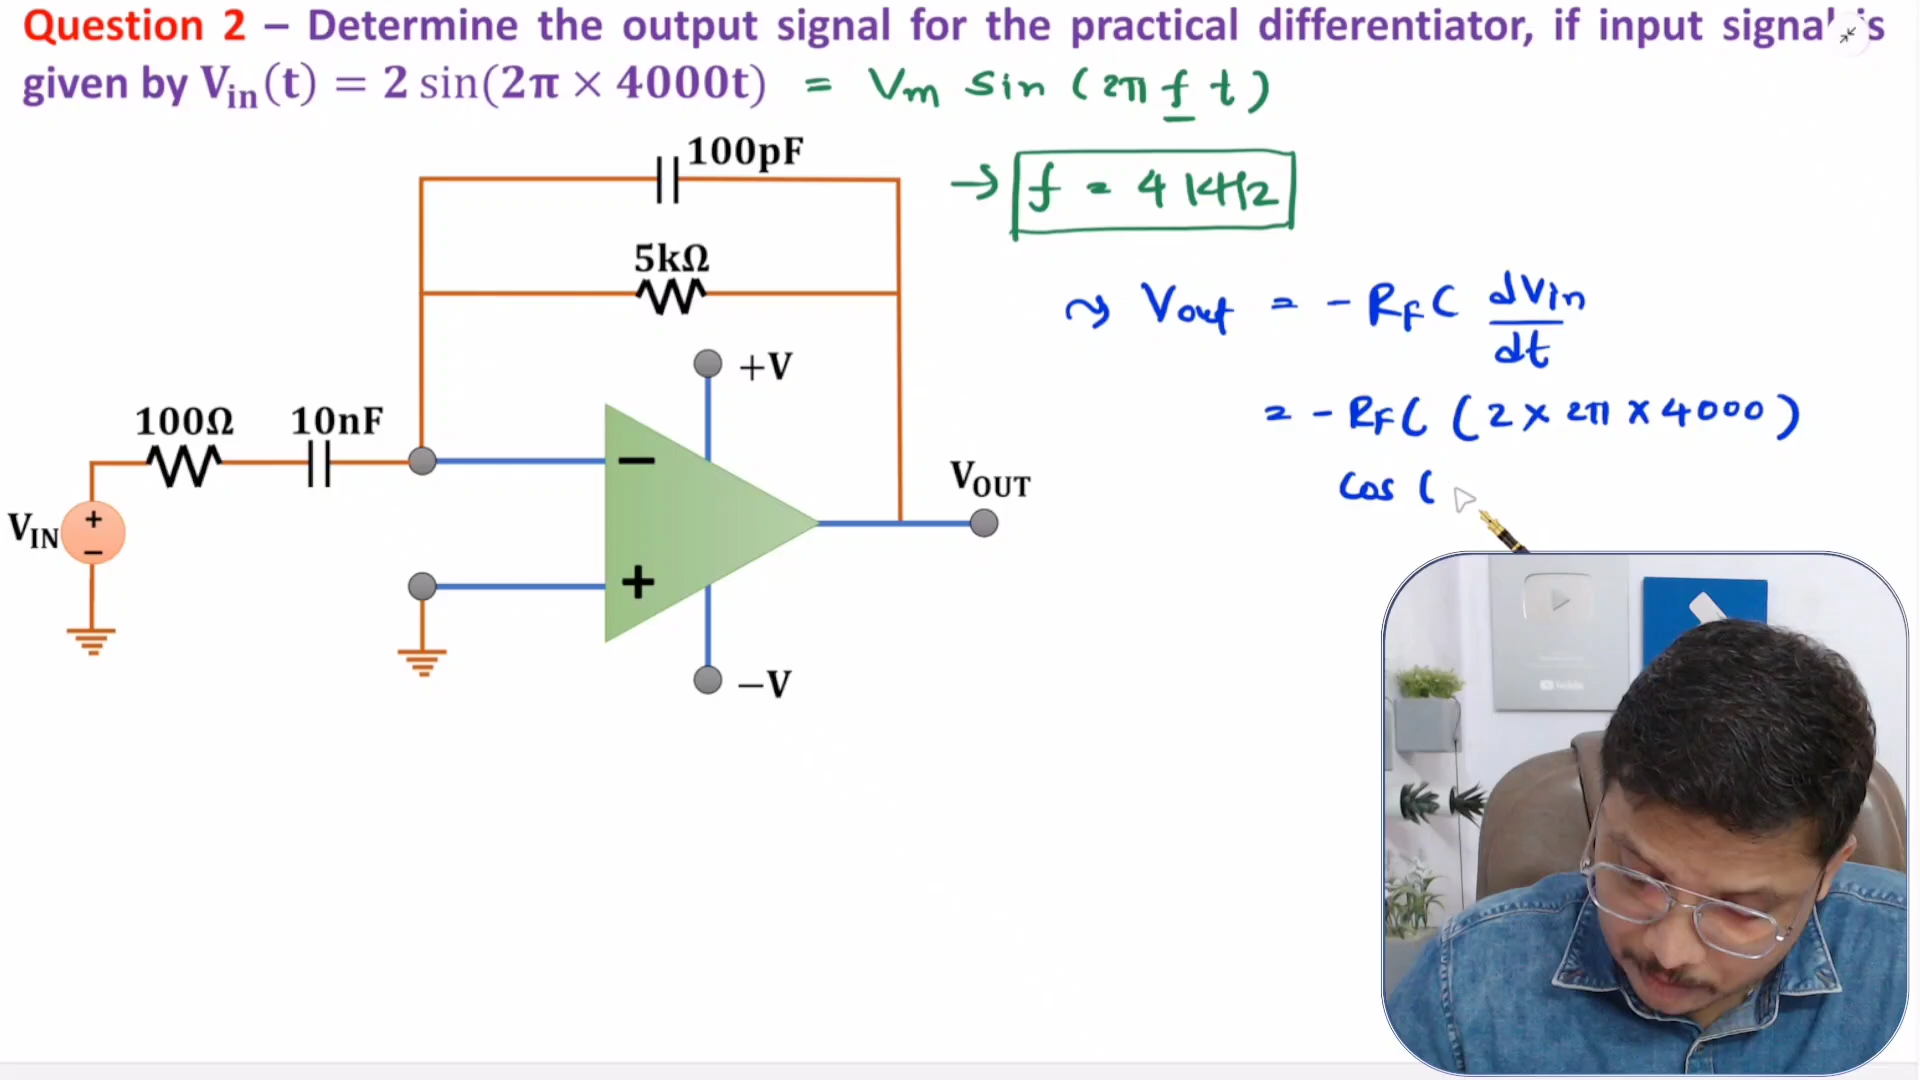 Question 2 – Determine the output signal for the practical differentiator, if input signal is
given by Vin(t) = 2 sin(2π × 4000t) = Vm sin (2π f t)
100pF
→ f = 4 KHz
5kΩ
Vout = - RF C dVin/dt
+V
= - RF C (2 × 2π × 4000)
100Ω 10nF
cos (
−
VOUT
VIN
+
−
+
−V